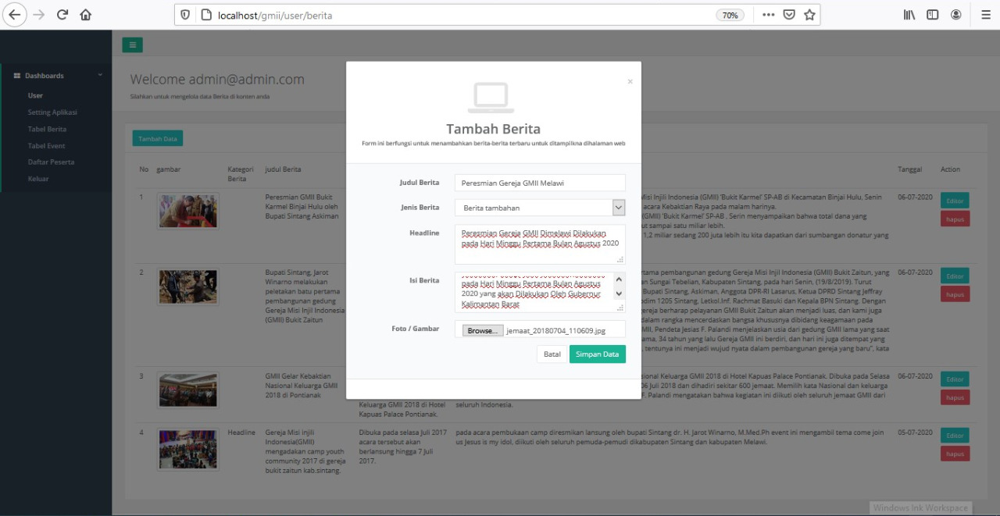 localhost/gmii/user/berita
70%
Dashboards
User
Setting Aplikasi
Tabel Berita
Tabel Event
Daftar Peserta
Keluar
Welcome admin@admin.com
Silahkan untuk mengelola data Berita di konten anda
Tambah Data
No gambar Kategori Berita judul Berita Tanggal Action
1
Peresmian GMII Bukit
Karmel Binjai Hulu oleh
Bupati Sintang Askiman
Misi Injili Indonesia (GMII) 'Bukit Karmel' SP-AB di Kecamatan Binjai Hulu, Senin
acara Kebaktian Raya pada malam harinya.
(GMII) 'Bukit Karmel' SP-AB , Serin menyampaikan bahwa total dana yang
ut sampai satu miliar lebih.
1,2 miliar sedang 200 juta lebih itu kita dapatkan dari sumbangan donatur yang
06-07-2020
Editor
hapus
2
Bupati Sintang, Jarot
Winarno melakukan
peletakan batu pertama
pembangunan gedung
Gereja Misi Injil Indonesia
(GMII) Bukit Zaitun
rtama pembangunan gedung Gereja Misi Injil Indonesia (GMII) Bukit Zaitun, yang
an Sungai Tebelian, Kabupaten Sintang, pada hari Senin, (19/8/2019). Turut
Bupati Sintang, Askiman, Anggota DPR-RI Lasarus, Ketua DPRD Sintang Jeffray
odim 1205 Sintang, Letkol.Inf. Rachmat Basuki dan Kepala BPN Sintang. Dengan
gereja berharap pelayanan GMII Bukit Zaitun akan menjadi luas, dan kami juga
dalam rangka mencerdaskan bangsa khususnya dibidang keagamaan pada
MII, Pendeta Jesias F. Palandi menjelaskan usia dari gedung GMII lama yang saat
ama, 34 tahun yang lalu Gereja GMII ini berdiri, dan hari ini juga ditempat yang
, tentunya ini menjadi wujud nyata dalam pembangunan gereja yang baru", kata
06-07-2020
Editor
hapus
3
GMII Gelar Kebaktian
Nasional Keluarga GMII
2018 di Pontianak
Keluarga GMII 2018 di Hotel
Kapuas Palace Pontianak.
sional Keluarga GMII 2018 di Hotel Kapuas Palace Pontianak. Dibuka pada Selasa
06 Juli 2018 dan dihadiri sekitar 600 jemaat. Memilih kata Nasional dan keluarga
F. Palandi mengatakan bahwa kegiatan ini diikuti oleh seluruh jemaat GMII dari
seluruh Indonesia.
06-07-2020
Editor
hapus
4
Headline
Gereja Misi injili
Indonesia(GMII)
mengadakan camp youth
community 2017 di gereja
bukit zaitun kab.sintang.
Dibuka pada selasa Juli 2017
acara tersebut akan
berlansung hingga 7 Juli
2017.
pada acara pembukaan camp diresmikan lansung oleh bupati Sintang dr. H. Jarot Winarno, M.Med.Ph event ini mengambil tema come join
us Jesus is my idol, diikuti oleh seluruh pemuda-pemudi dikabupaten Sintang dan kabupaten Melawi.
05-07-2020
Editor
hapus
×
Tambah Berita
Form ini berfungsi untuk menambahkan berita-berita terbaru untuk ditampilkna dihalaman web
Judul Berita Peresmian Gereja GMII Melawi
Jenis Berita Berita tambahan
Headline
Peresmian Gereja GMII Dimelawi Dilakukan
pada Hari Minggu Pertama Bulan Agustus 2020
Isi Berita
pada Hari Minggu Pertama Bulan Agustus
2020 yang akan Dilakukan Oleh Gubernur
Kalimantan Barat
Foto / Gambar Browse... jemaat_20180704_110609.jpg
Batal Simpan Data
Windows Ink Workspace